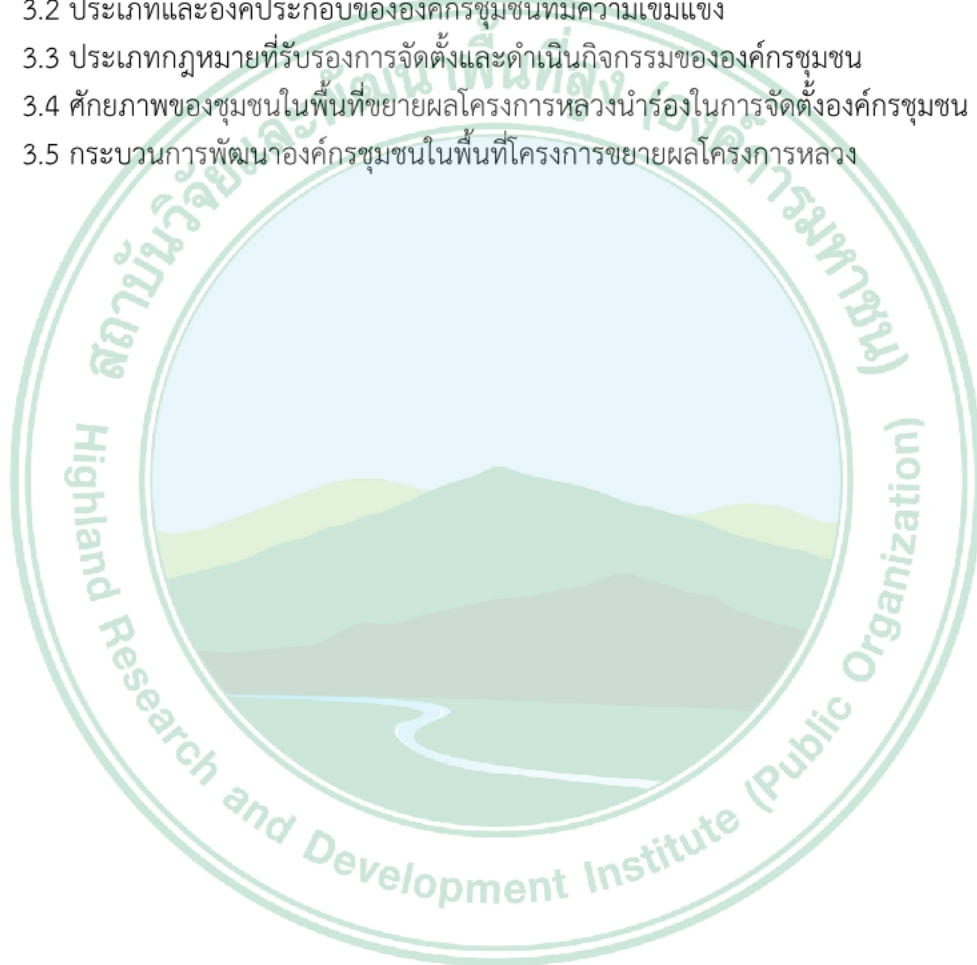 3.2 ประเภทและองค์ประกอบขององค์กรชุมชนที่มีความเข้มแข็ง
3.3 ประเภทกฎหมายที่รับรองการจัดตั้งและดำเนินกิจกรรมขององค์กรชุมชน
3.4 ศักยภาพของชุมชนในพื้นที่ขยายผลโครงการหลวงนำร่องในการจัดตั้งองค์กรชุมชน
3.5 กระบวนการพัฒนาองค์กรชุมชนในพื้นที่โครงการขยายผลโครงการหลวง
สถาบันวิจัยและพัฒนาพื้นที่สูง (องค์การมหาชน)
Highland Research and Development Institute (Public Organization)